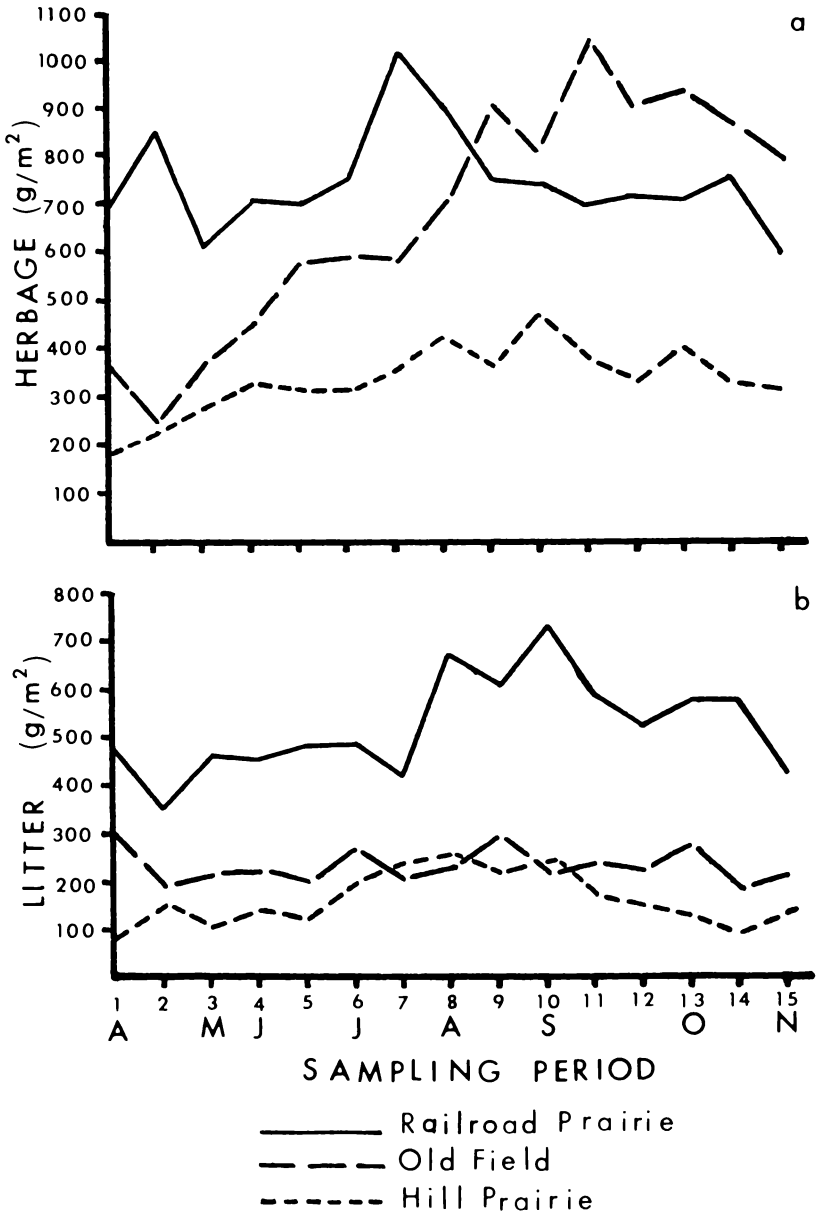 a
1100
1000
900
800
700
600
500
400
300
200
100
HERBAGE (g/m²)
b
800
700
600
500
400
300
200
100
LITTER (g/m²)
1 2 3 4 5 6 7 8 9 10 11 12 13 14 15
A M J J A S O N
SAMPLING PERIOD
Railroad Prairie
Old Field
Hill Prairie